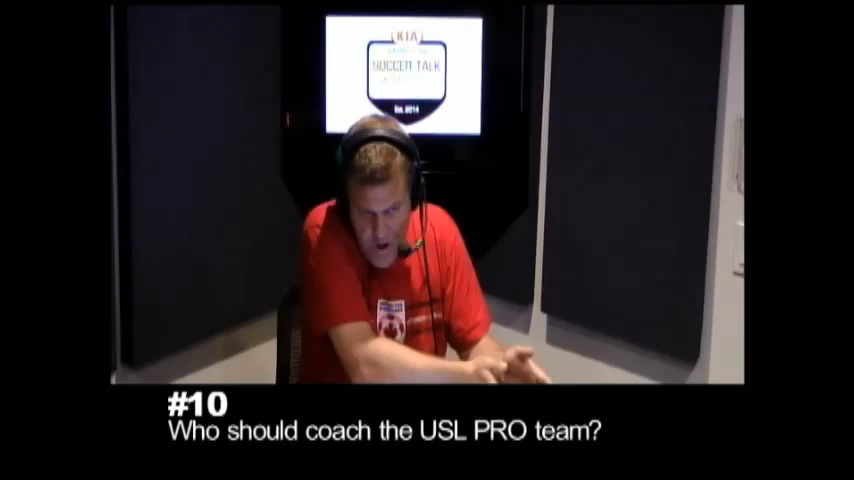 KIA
SOCCER TALK
Est. 2014
#10
Who should coach the USL PRO team?